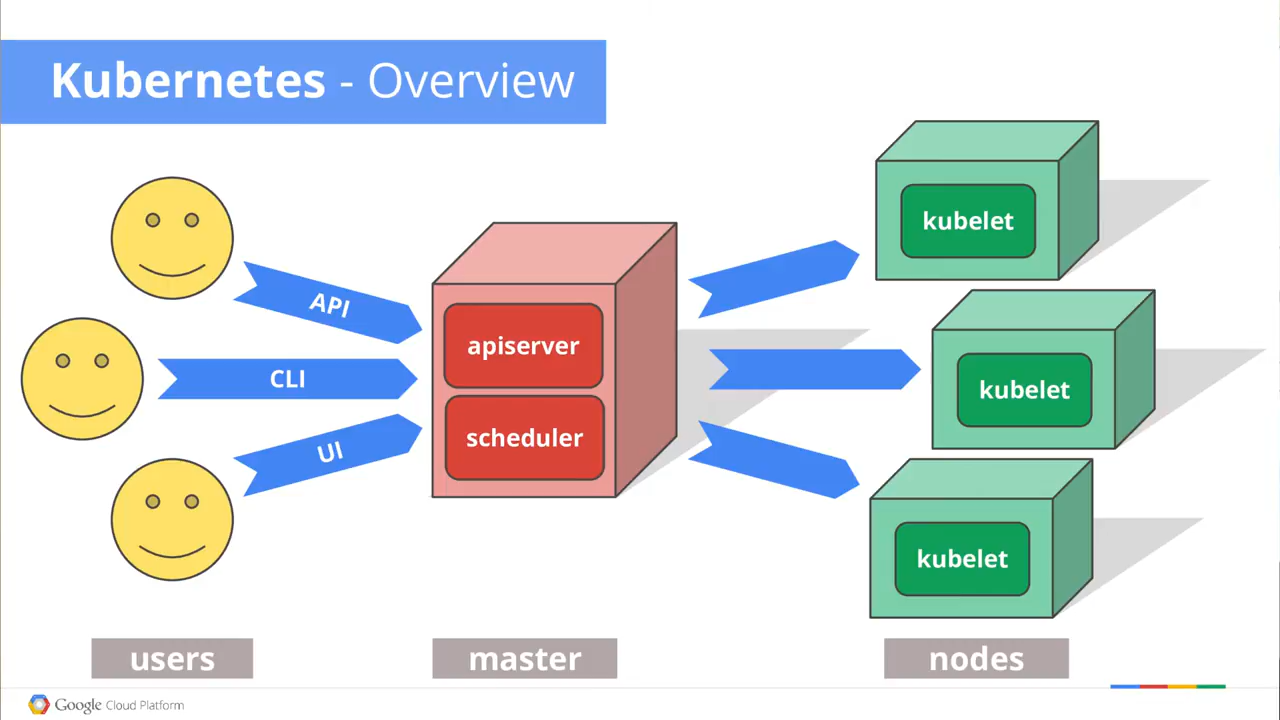 Kubernetes - Overview
API
CLI
UI
apiserver
scheduler
kubelet
kubelet
kubelet
users
master
nodes
Google Cloud Platform